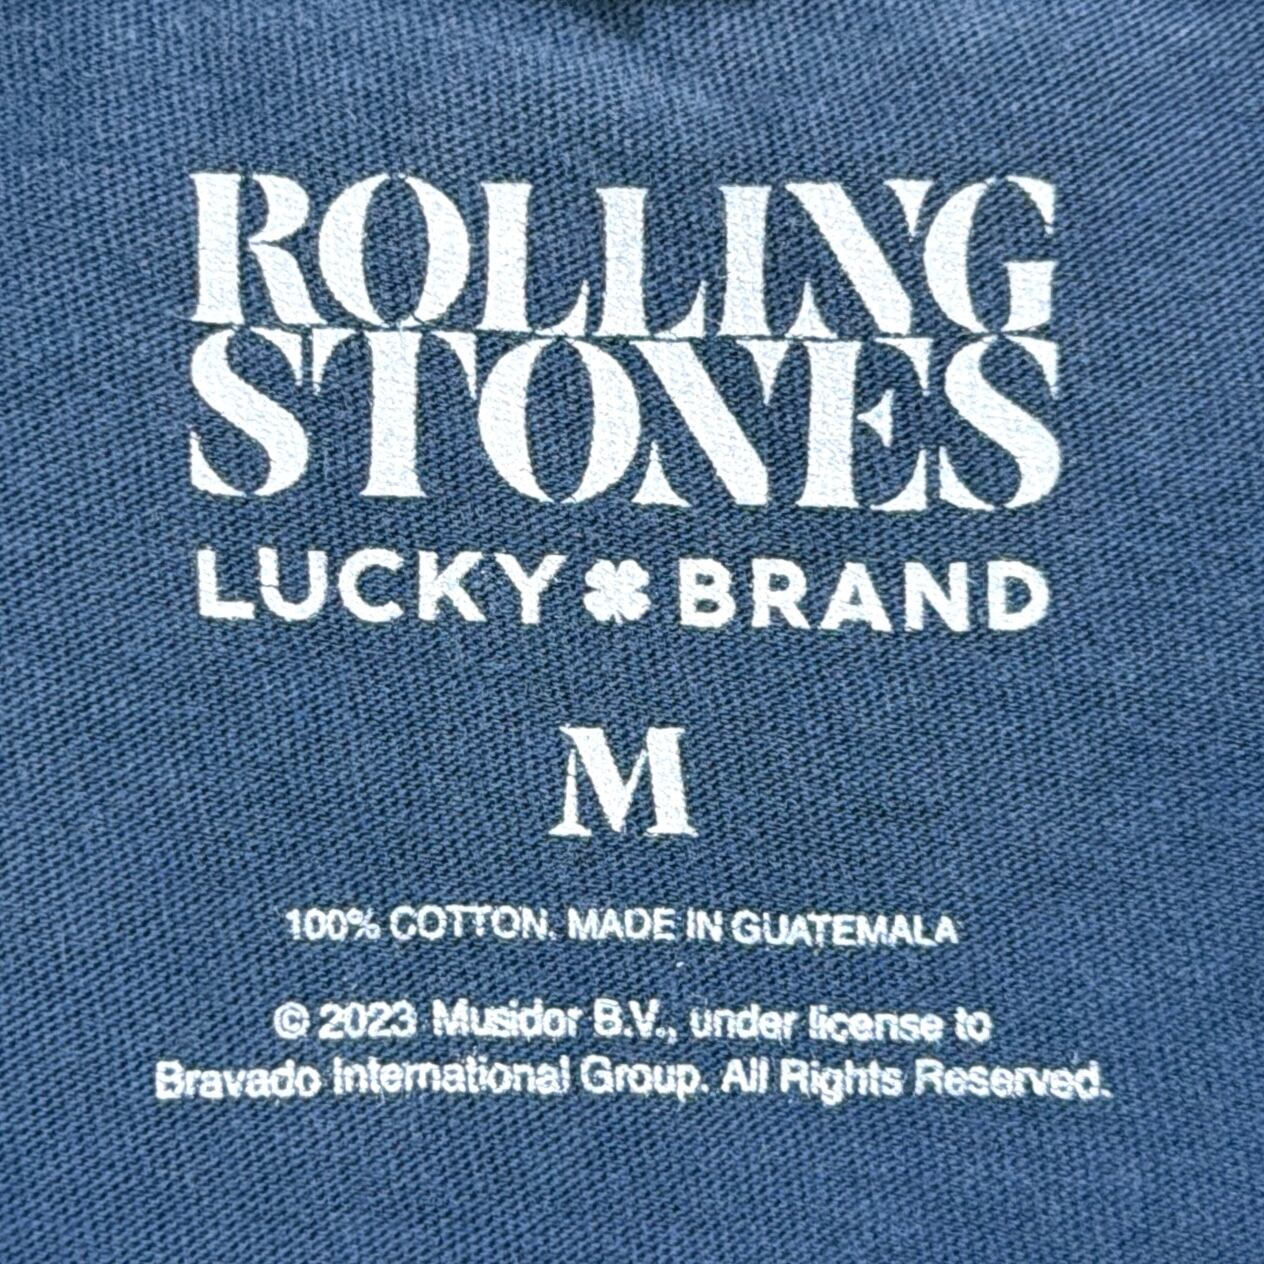 ROLLING
STONES
LUCKY BRAND
M
100% COTTON. MADE IN GUATEMALA
© 2023 Musidor B.V., under license to
Bravado International Group. All Rights Reserved.